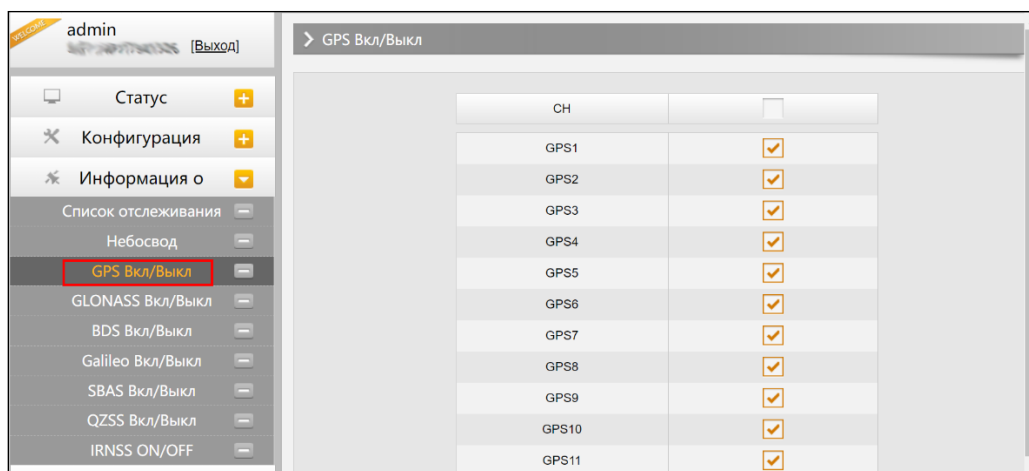 WELCOME
admin
[Выход]
Статус
Конфигурация
Информация о
Список отслеживания
Небосвод
GPS Вкл/Выкл
GLONASS Вкл/Выкл
BDS Вкл/Выкл
Galileo Вкл/Выкл
SBAS Вкл/Выкл
QZSS Вкл/Выкл
IRNSS ON/OFF
GPS Вкл/Выкл
CH
GPS1
GPS2
GPS3
GPS4
GPS5
GPS6
GPS7
GPS8
GPS9
GPS10
GPS11